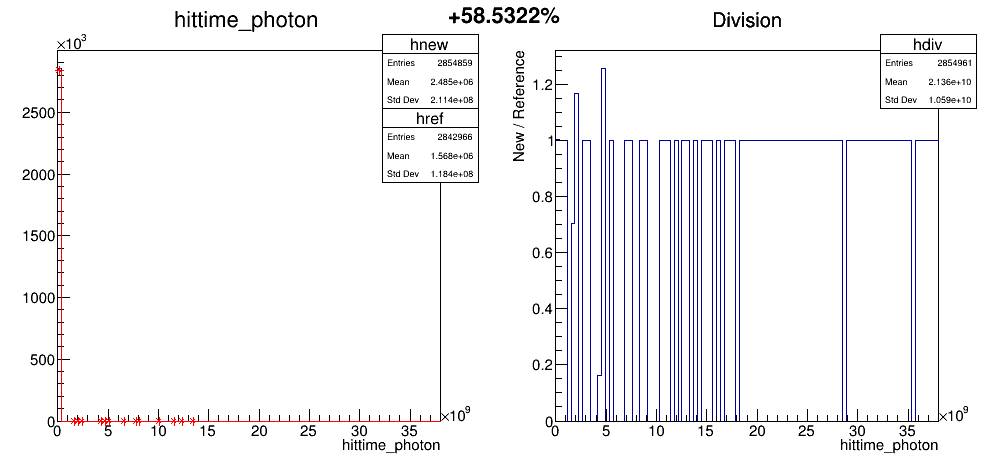 +58.5322%
hittime_photon
×10³
hnew
Entries 2854859
Mean 2.485e+06
Std Dev 2.114e+08
href
Entries 2842966
Mean 1.568e+06
Std Dev 1.184e+08
2500
2000
1500
1000
500
0
0 5 10 15 20 25 30 35 ×10⁹
hittime_photon
Division
hdiv
Entries 2854961
Mean 2.136e+10
Std Dev 1.059e+10
New / Reference
1.2
1
0.8
0.6
0.4
0.2
0
0 5 10 15 20 25 30 35 ×10⁹
hittime_photon